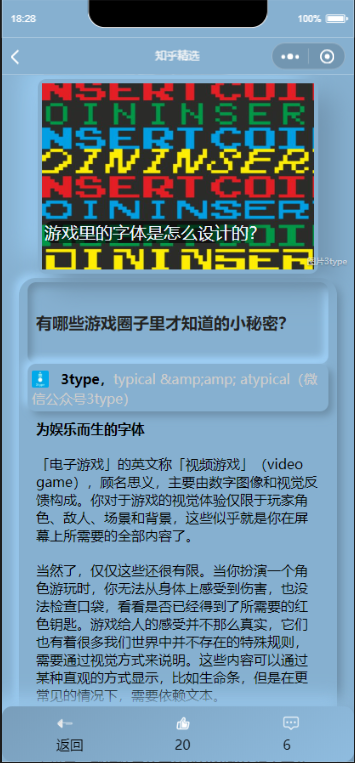 18:28
100%
知乎精选
NSERT COI
OININSER
NSERT COI
OININSER
NSERT COI
OININSER
游戏里的字体是怎么设计的？
OININSER
图片3type
有哪些游戏圈子里才知道的小秘密？
3type，typical &amp;amp; atypical（微
信公众号3type）
为娱乐而生的字体
「电子游戏」的英文称「视频游戏」（video
game），顾名思义，主要由数字图像和视觉反
馈构成。你对于游戏的视觉体验仅限于玩家角
色、敌人、场景和背景，这些似乎就是你在屏
幕上所需要的全部内容了。
当然了，仅仅这些还很有限。当你扮演一个角
色游玩时，你无法从身体上感受到伤害，也没
法检查口袋，看看是否已经得到了所需要的红
色钥匙。游戏给人的感受并不那么真实，它们
也有着很多我们世界中并不存在的特殊规则，
需要通过视觉方式来说明。这些内容可以通过
某种直观的方式显示，比如生命条，但是在更
常见的情况下，需要依赖文本。
返回
20
6